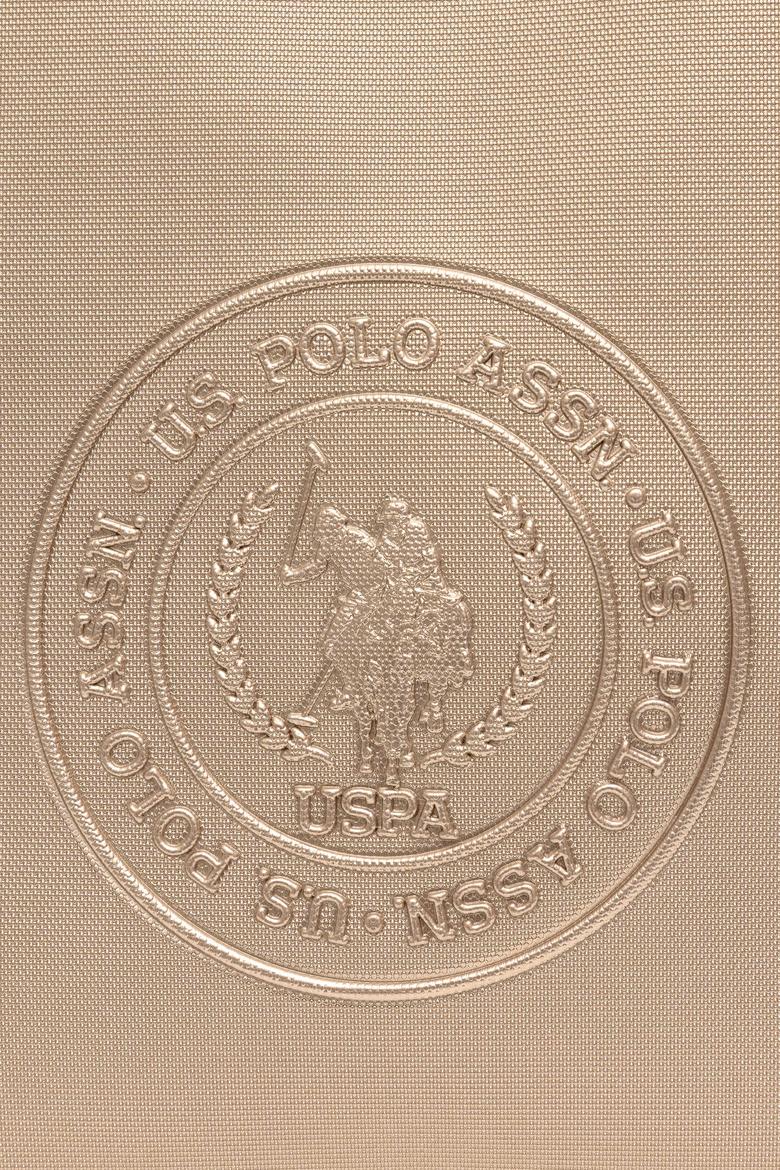 U.S. POLO ASSN. • U.S. POLO ASSN. • U.S. POLO ASSN. •
USPA